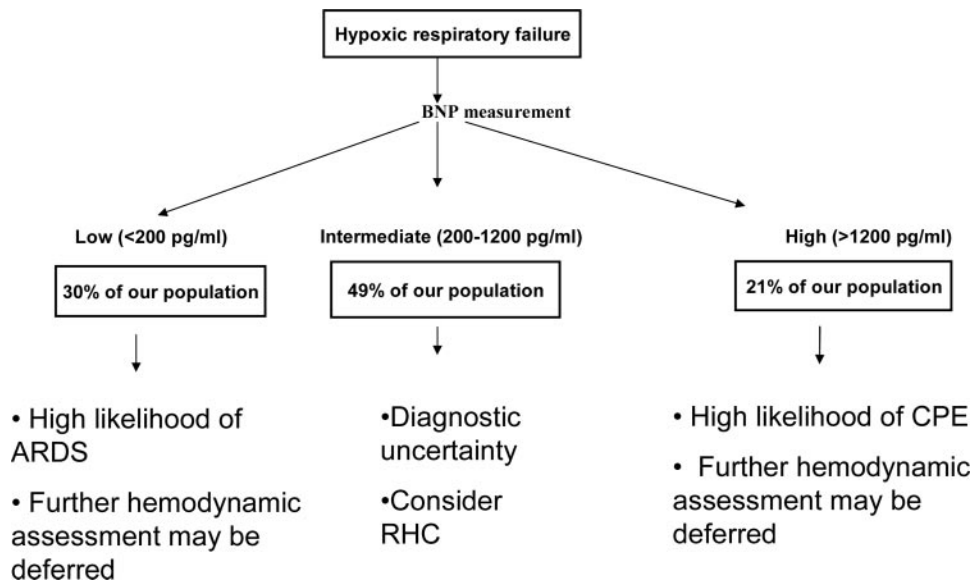 Hypoxic respiratory failure
BNP measurement
Low (<200 pg/ml)
Intermediate (200-1200 pg/ml)
High (>1200 pg/ml)
30% of our population
49% of our population
21% of our population
• High likelihood of
ARDS
• Further hemodynamic
assessment may be
deferred
•Diagnostic
uncertainty
•Consider
RHC
• High likelihood of CPE
• Further hemodynamic
assessment may be
deferred